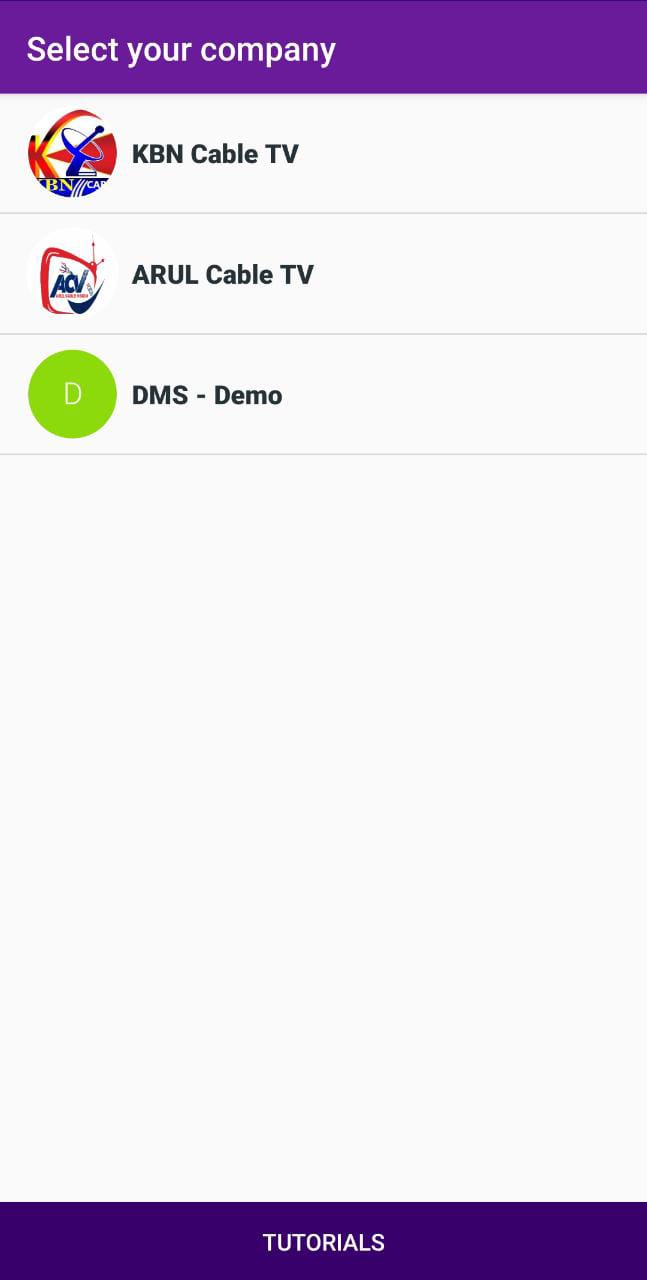 Select your company
KBN CAB
KBN Cable TV
ACV
ARUL Cable TV
D
DMS - Demo
TUTORIALS